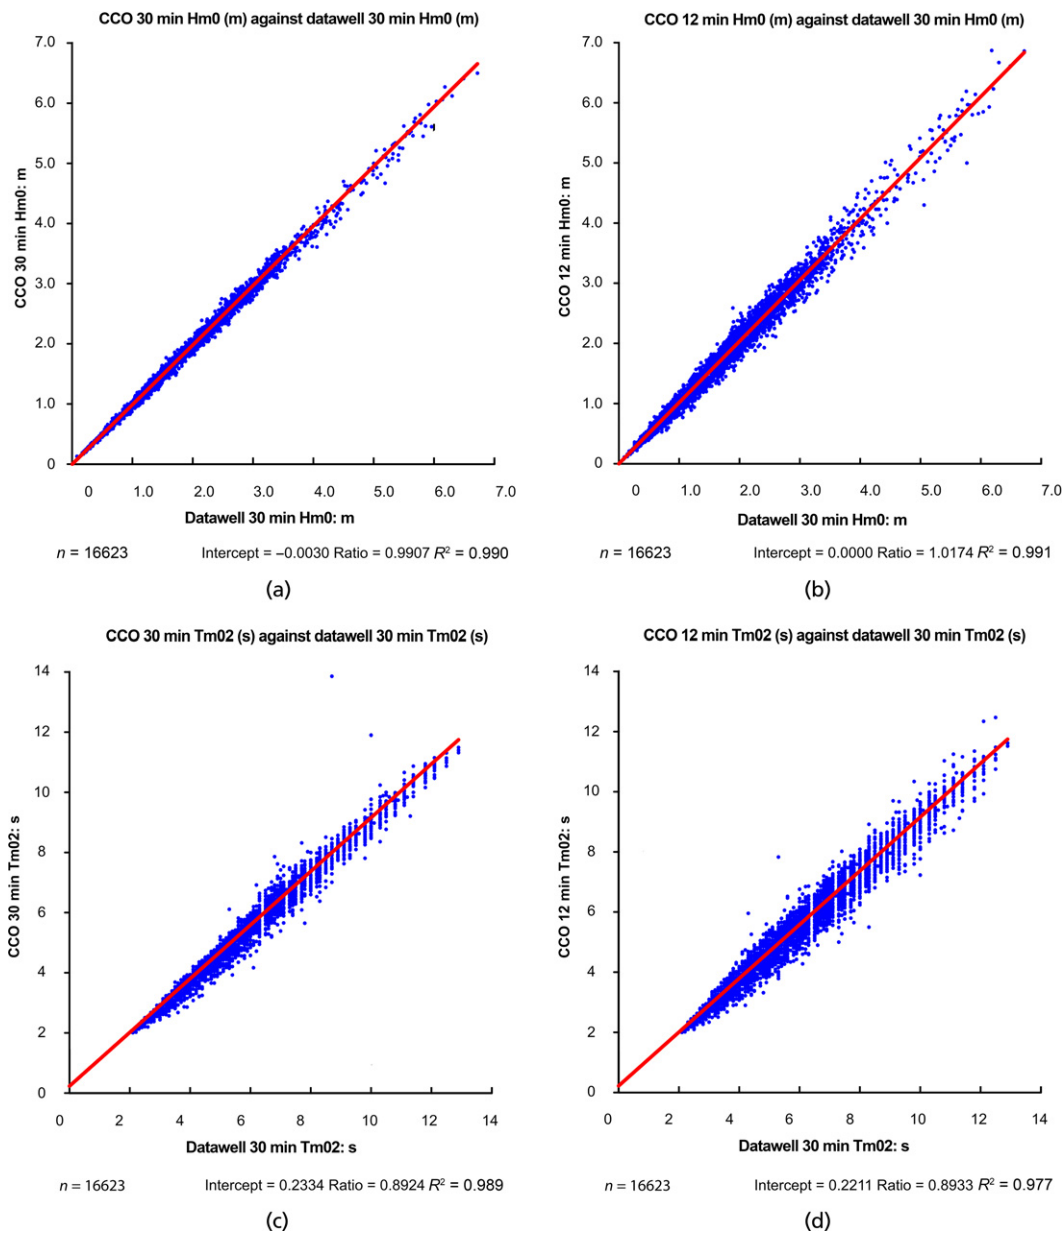 CCO 30 min Hm0 (m) against datawell 30 min Hm0 (m)
7.0
6.0
5.0
4.0
3.0
2.0
1.0
0
CCO 30 min Hm0: m
0 1.0 2.0 3.0 4.0 5.0 6.0 7.0
Datawell 30 min Hm0: m
n = 16623 Intercept = −0.0030 Ratio = 0.9907 R² = 0.990
(a)
CCO 12 min Hm0 (m) against datawell 30 min Hm0 (m)
7.0
6.0
5.0
4.0
3.0
2.0
1.0
0
CCO 12 min Hm0: m
0 1.0 2.0 3.0 4.0 5.0 6.0 7.0
Datawell 30 min Hm0: m
n = 16623 Intercept = 0.0000 Ratio = 1.0174 R² = 0.991
(b)
CCO 30 min Tm02 (s) against datawell 30 min Tm02 (s)
14
12
10
8
6
4
2
0
CCO 30 min Tm02: s
0 2 4 6 8 10 12 14
Datawell 30 min Tm02: s
n = 16623 Intercept = 0.2334 Ratio = 0.8924 R² = 0.989
(c)
CCO 12 min Tm02 (s) against datawell 30 min Tm02 (s)
14
12
10
8
6
4
2
0
CCO 12 min Tm02: s
0 2 4 6 8 10 12 14
Datawell 30 min Tm02: s
n = 16623 Intercept = 0.2211 Ratio = 0.8933 R² = 0.977
(d)